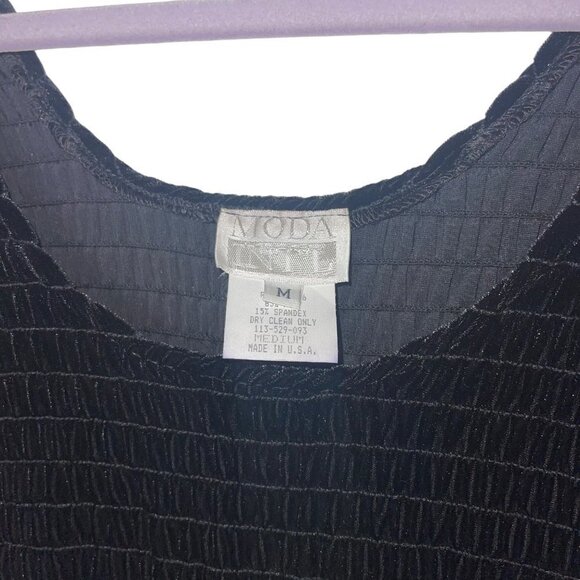 MODA
INT'L
M
15% SPANDEX
DRY CLEAN ONLY
113-529-093
MEDIUM
MADE IN U.S.A.